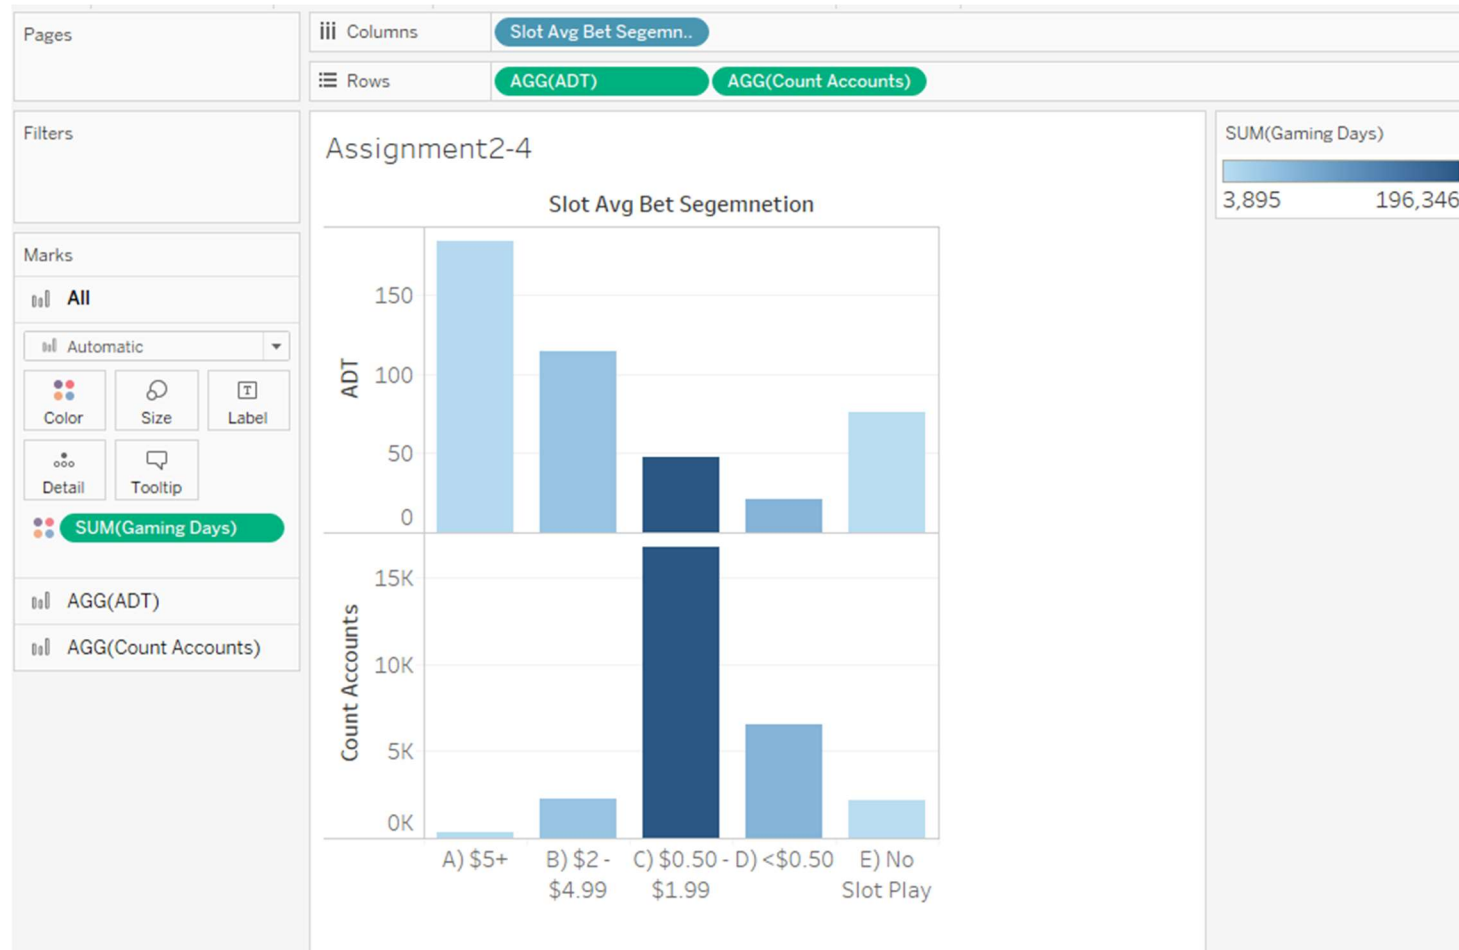 Pages
Columns
Slot Avg Bet Segemn..
Rows
AGG(ADT)
AGG(Count Accounts)
Filters
Marks
All
Automatic
Color
Size
Label
Detail
Tooltip
SUM(Gaming Days)
AGG(ADT)
AGG(Count Accounts)
Assignment2-4
Slot Avg Bet Segemnetion
ADT
150
100
50
0
Count Accounts
15K
10K
5K
0K
A) $5+
B) $2 -
$4.99
C) $0.50 -
$1.99
D) <$0.50
E) No
Slot Play
SUM(Gaming Days)
3,895
196,346